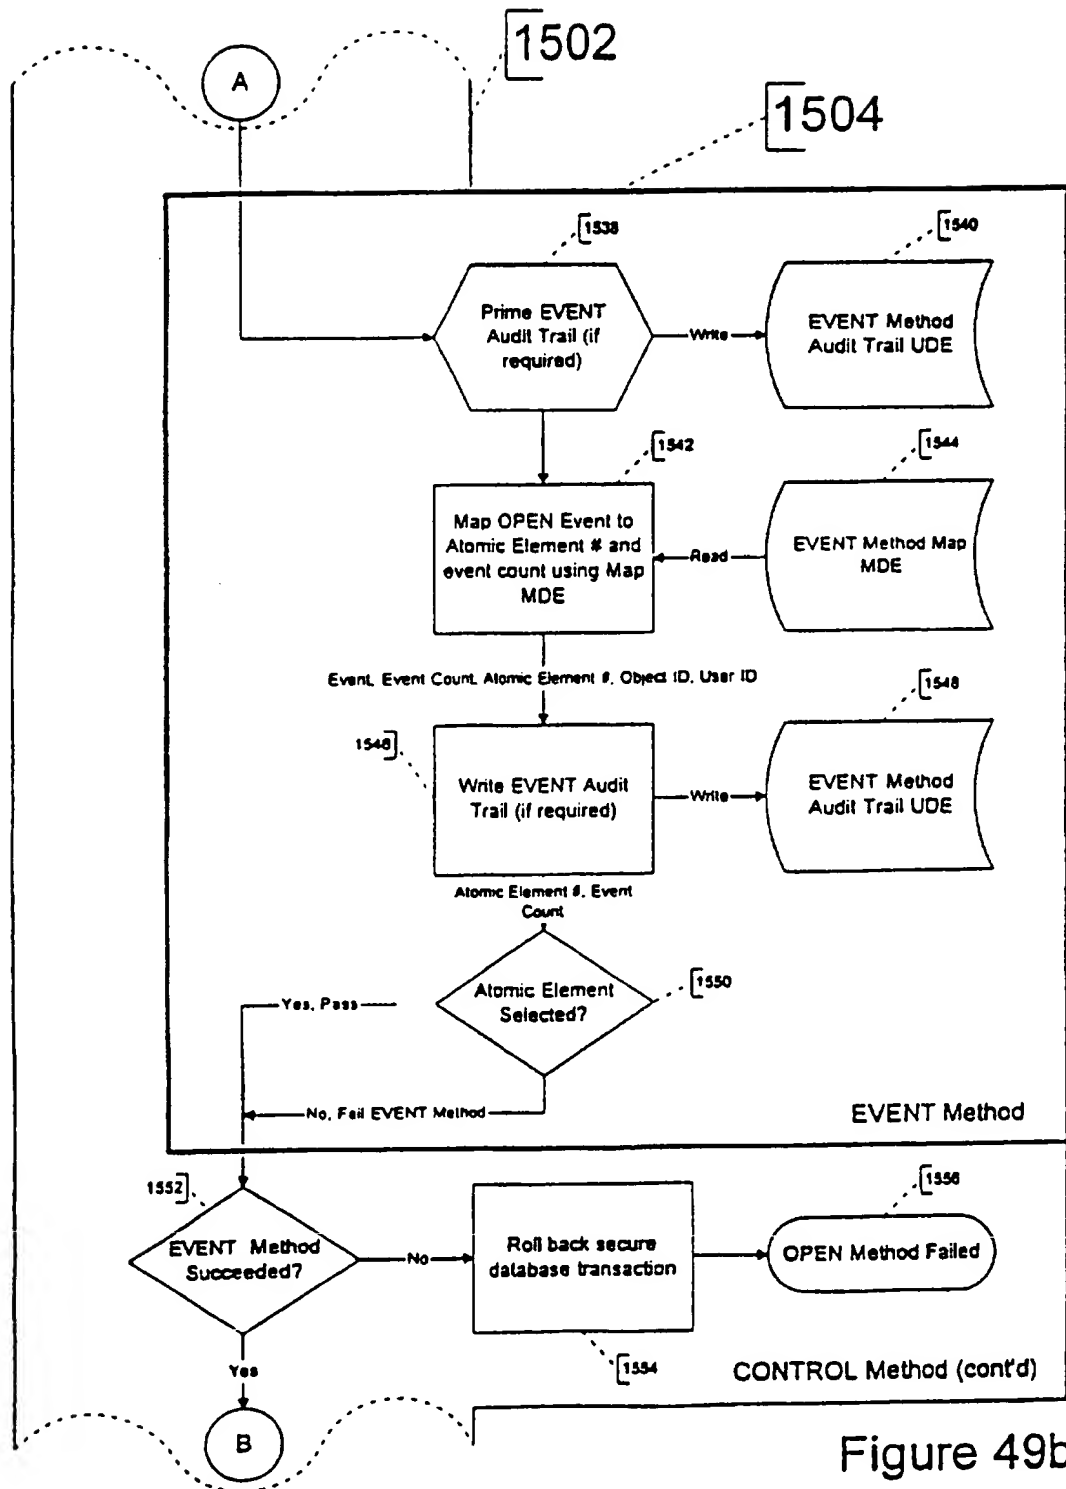 1502
A
1504
1538
1540
Prime EVENT
Audit Trail (if
required)
Write
EVENT Method
Audit Trail UDE
1542
1544
Map OPEN Event to
Atomic Element # and
event count using Map
MDE
Read
EVENT Method Map
MDE
Event, Event Count, Atomic Element #, Object ID, User ID
1546
1548
Write EVENT Audit
Trail (if required)
Write
EVENT Method
Audit Trail UDE
Atomic Element #, Event
Count
1550
Atomic Element
Selected?
Yes, Pass
No, Fail EVENT Method
EVENT Method
1552
1556
EVENT Method
Succeeded?
No
Roll back secure
database transaction
OPEN Method Failed
Yes
1554
CONTROL Method (cont'd)
B
Figure 49b